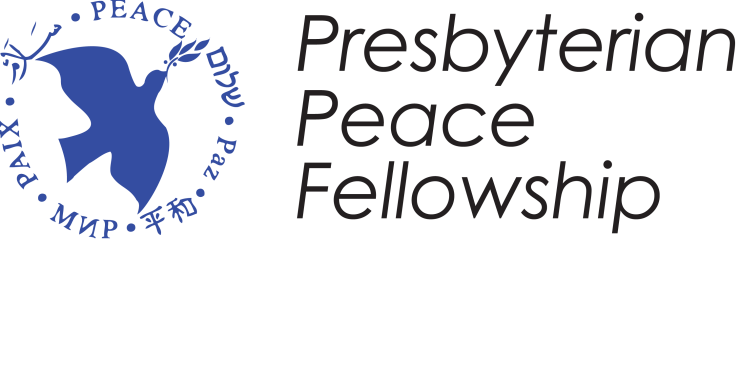 PEACE
שלום
Paz
平和
МИР
PAIX
Presbyterian
Peace
Fellowship